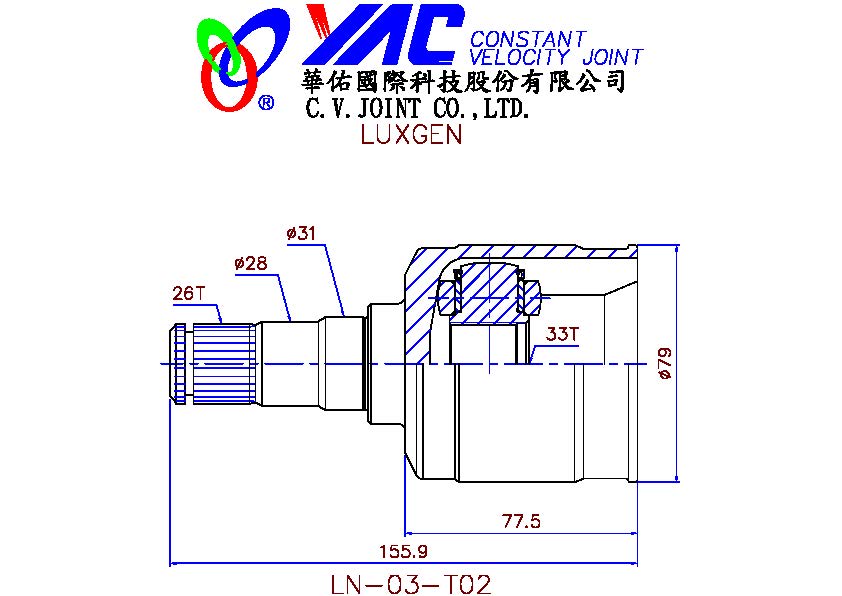 YAC CONSTANT
VELOCITY JOINT
®
華佑國際科技股份有限公司
C.V.JOINT CO.,LTD.
LUXGEN
ø31
ø28
26T
33T
ø79
77.5
155.9
LN-03-T02